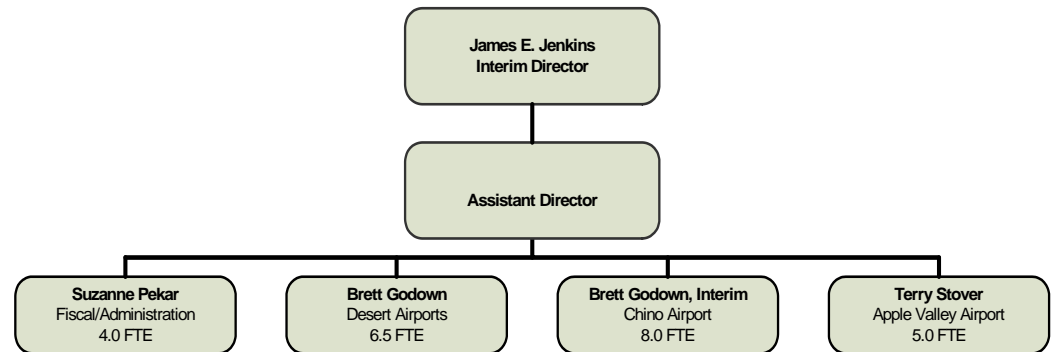 James E. Jenkins
Interim Director
Assistant Director
Suzanne Pekar
Fiscal/Administration
4.0 FTE
Brett Godown
Desert Airports
6.5 FTE
Brett Godown, Interim
Chino Airport
8.0 FTE
Terry Stover
Apple Valley Airport
5.0 FTE